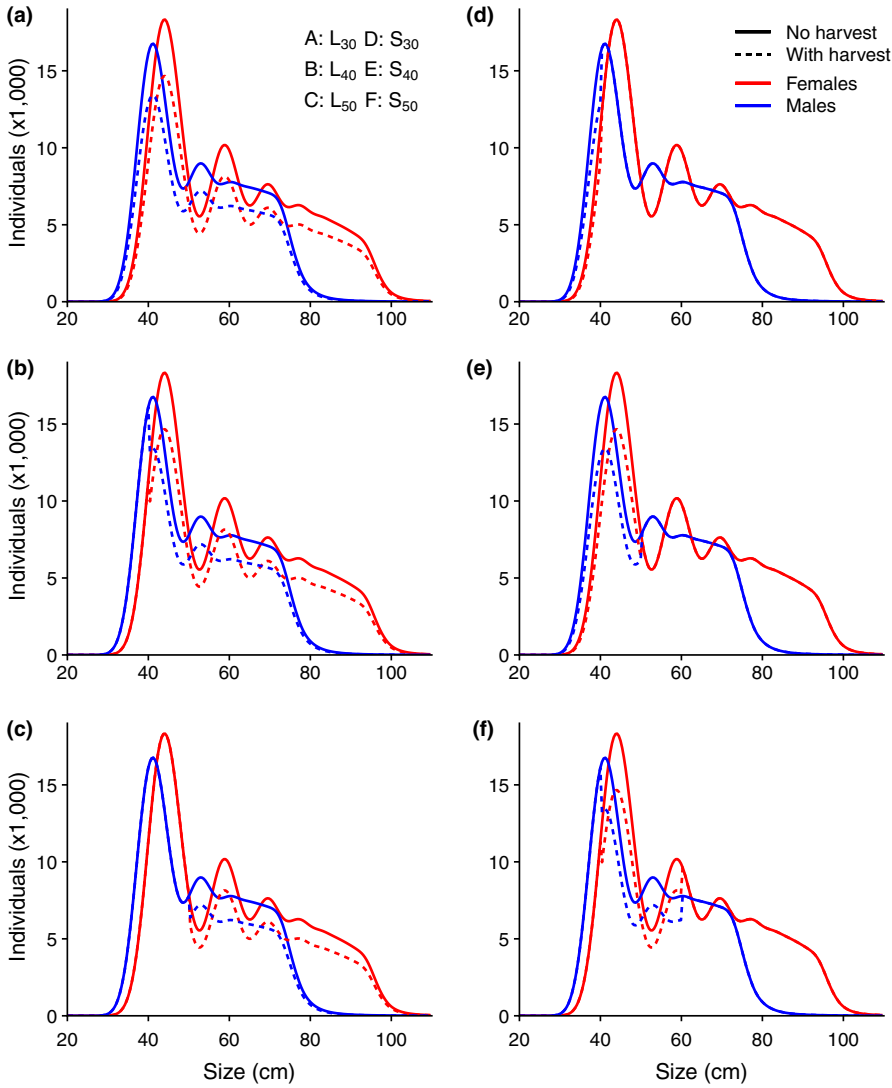 (a)
Individuals (x1,000)
15
10
5
0
20 40 60 80 100
A: L30 D: S30
B: L40 E: S40
C: L50 F: S50
(d)
No harvest
With harvest
Females
Males
15
10
5
0
20 40 60 80 100
(b)
Individuals (x1,000)
15
10
5
0
20 40 60 80 100
(e)
15
10
5
0
20 40 60 80 100
(c)
Individuals (x1,000)
15
10
5
0
20 40 60 80 100
Size (cm)
(f)
15
10
5
0
20 40 60 80 100
Size (cm)